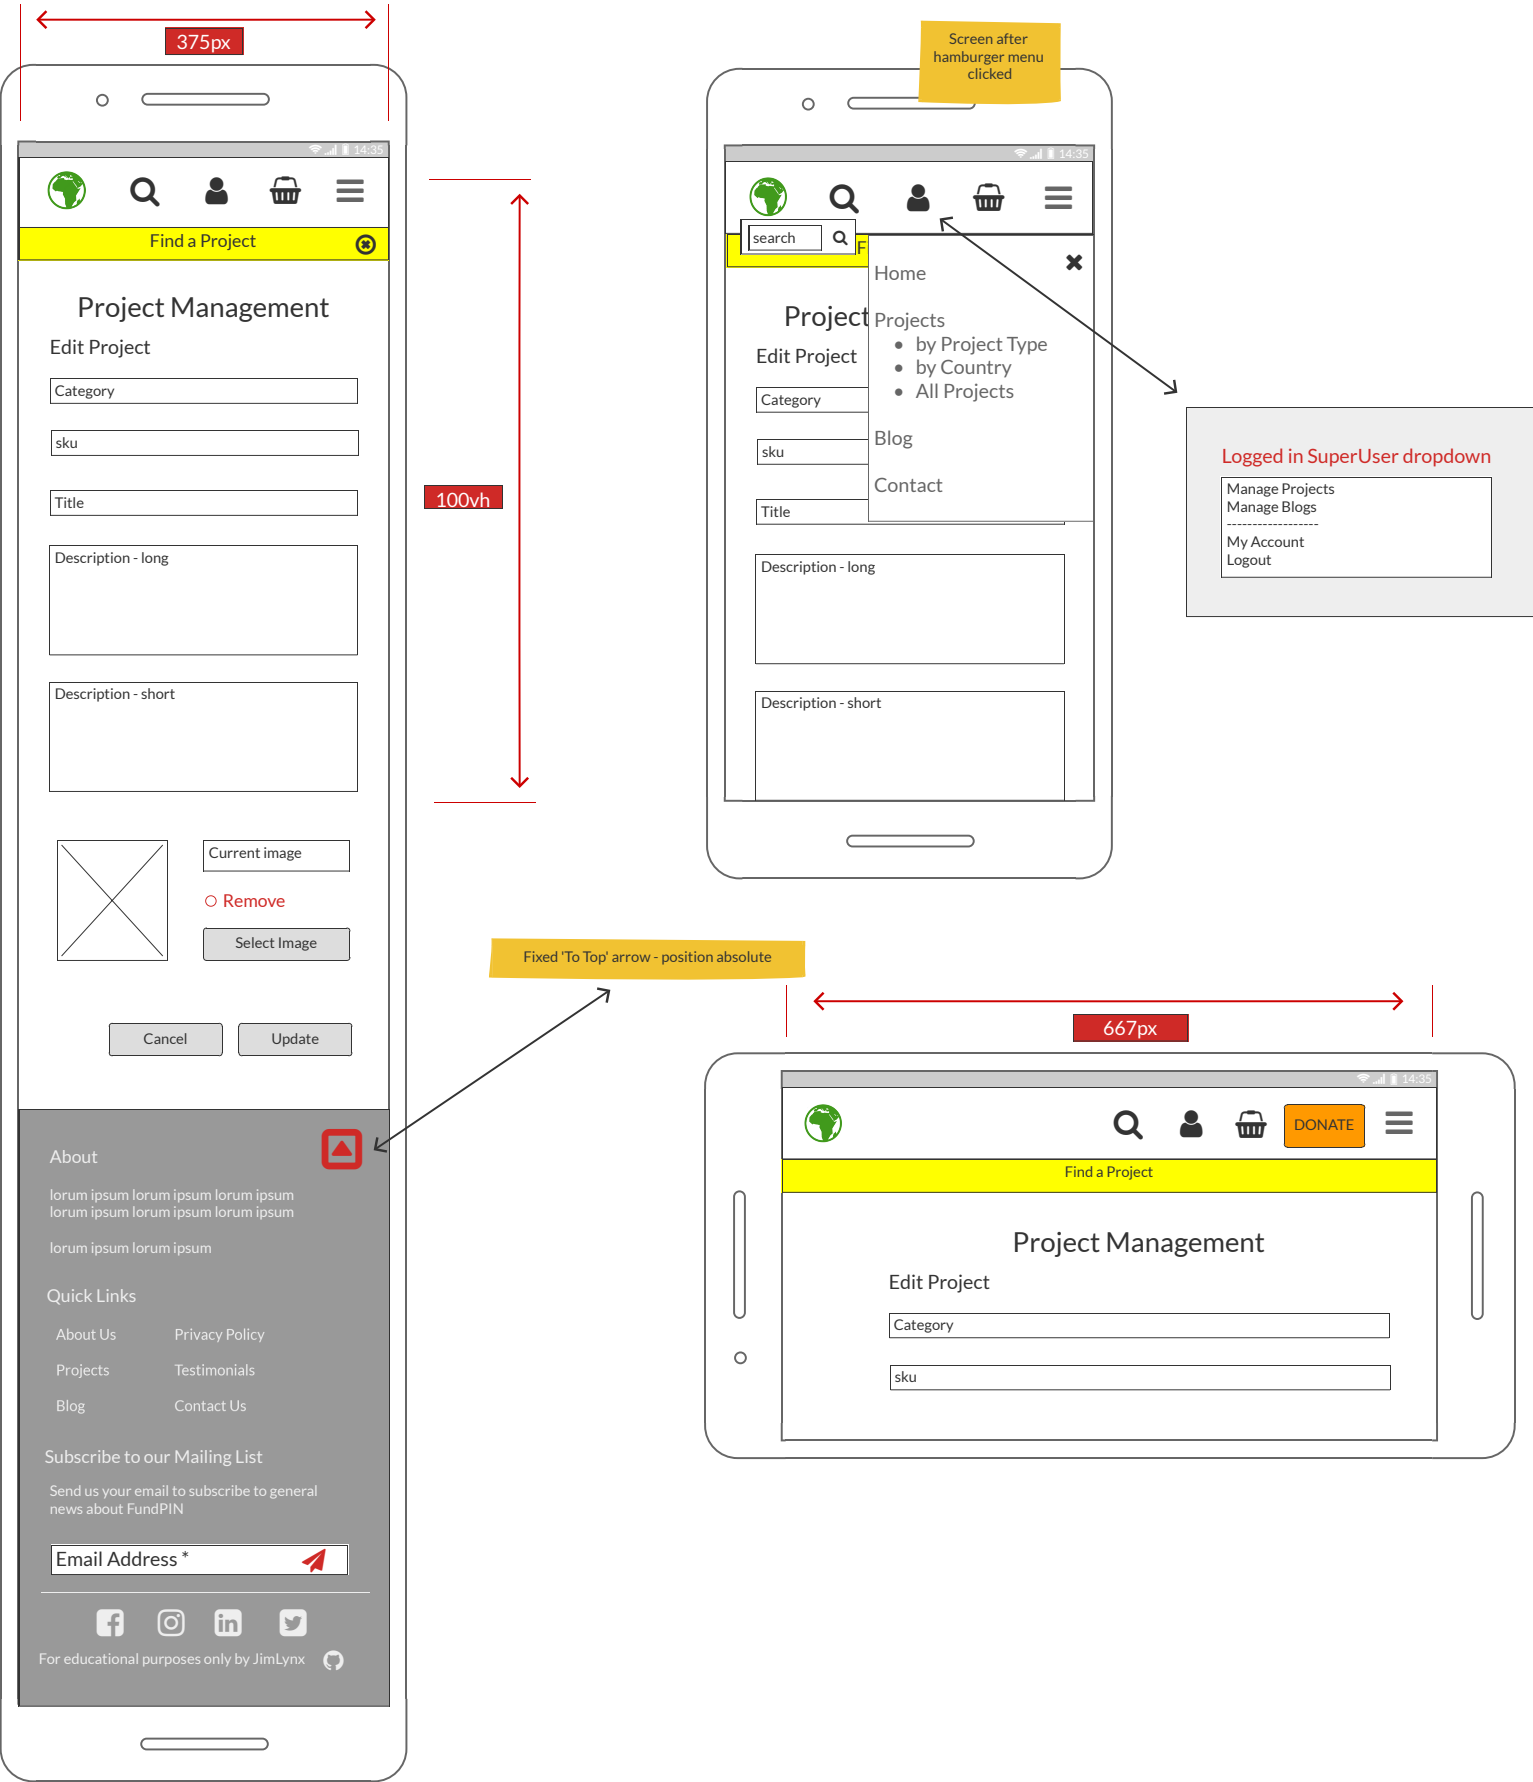 375px
14:35
Find a Project
Project Management
Edit Project
Category
sku
Title
Description - long
Description - short
Current image
Remove
Select Image
Cancel
Update
About
lorum ipsum lorum ipsum lorum ipsum
lorum ipsum lorum ipsum lorum ipsum
lorum ipsum lorum ipsum
Quick Links
About Us
Privacy Policy
Projects
Testimonials
Blog
Contact Us
Subscribe to our Mailing List
Send us your email to subscribe to general
news about FundPIN
Email Address *
For educational purposes only by JimLynx
100vh
Screen after
hamburger menu
clicked
14:35
search
F
Home
Project
Projects
by Project Type
by Country
All Projects
Blog
Contact
Edit Project
Category
sku
Title
Description - long
Description - short
Logged in SuperUser dropdown
Manage Projects
Manage Blogs
------------------
My Account
Logout
Fixed 'To Top' arrow - position absolute
667px
14:35
DONATE
Find a Project
Project Management
Edit Project
Category
sku